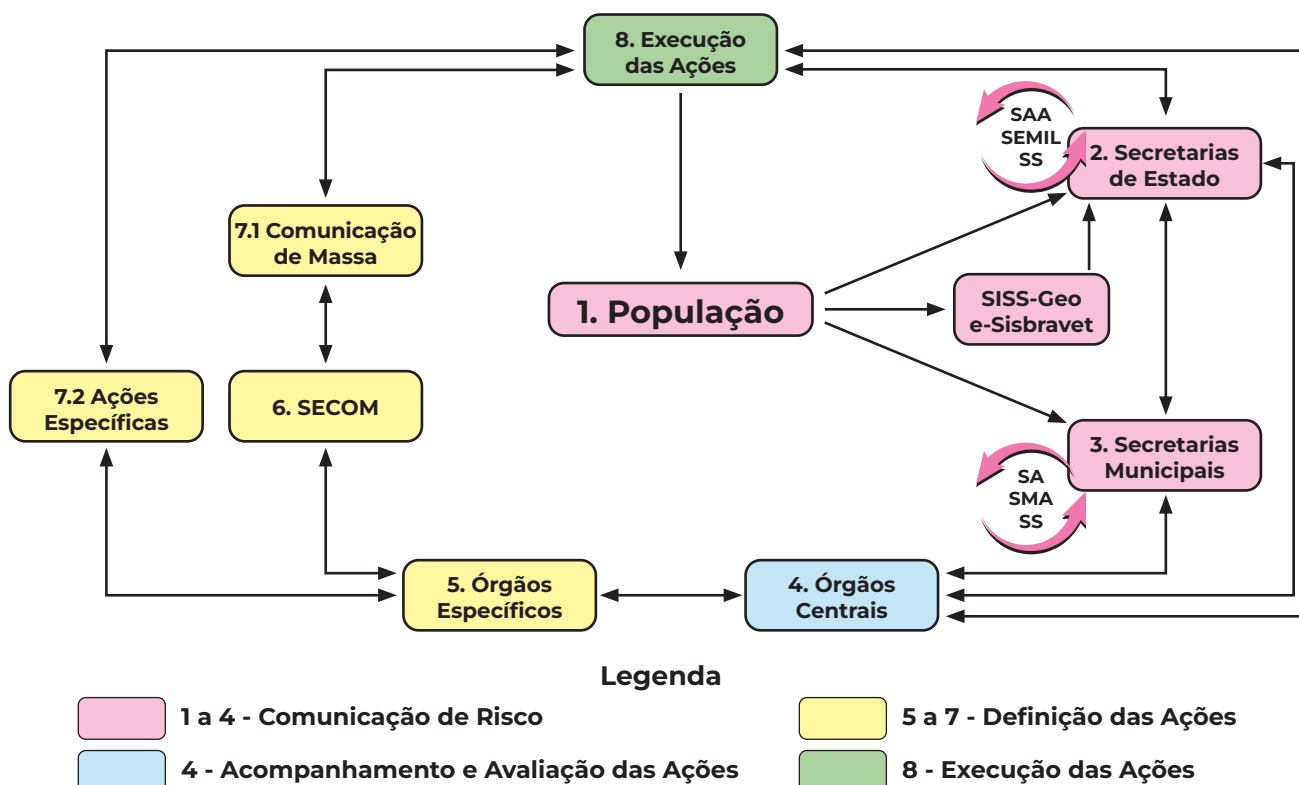 8. Execução
das Ações
SAA
SEMIL
SS
2. Secretarias
de Estado
7.1 Comunicação
de Massa
1. População
SISS-Geo
e-Sisbravet
7.2 Ações
Específicas
6. SECOM
3. Secretarias
Municipais
SA
SMA
SS
5. Órgãos
Específicos
4. Órgãos
Centrais
Legenda
1 a 4 - Comunicação de Risco
5 a 7 - Definição das Ações
4 - Acompanhamento e Avaliação das Ações
8 - Execução das Ações